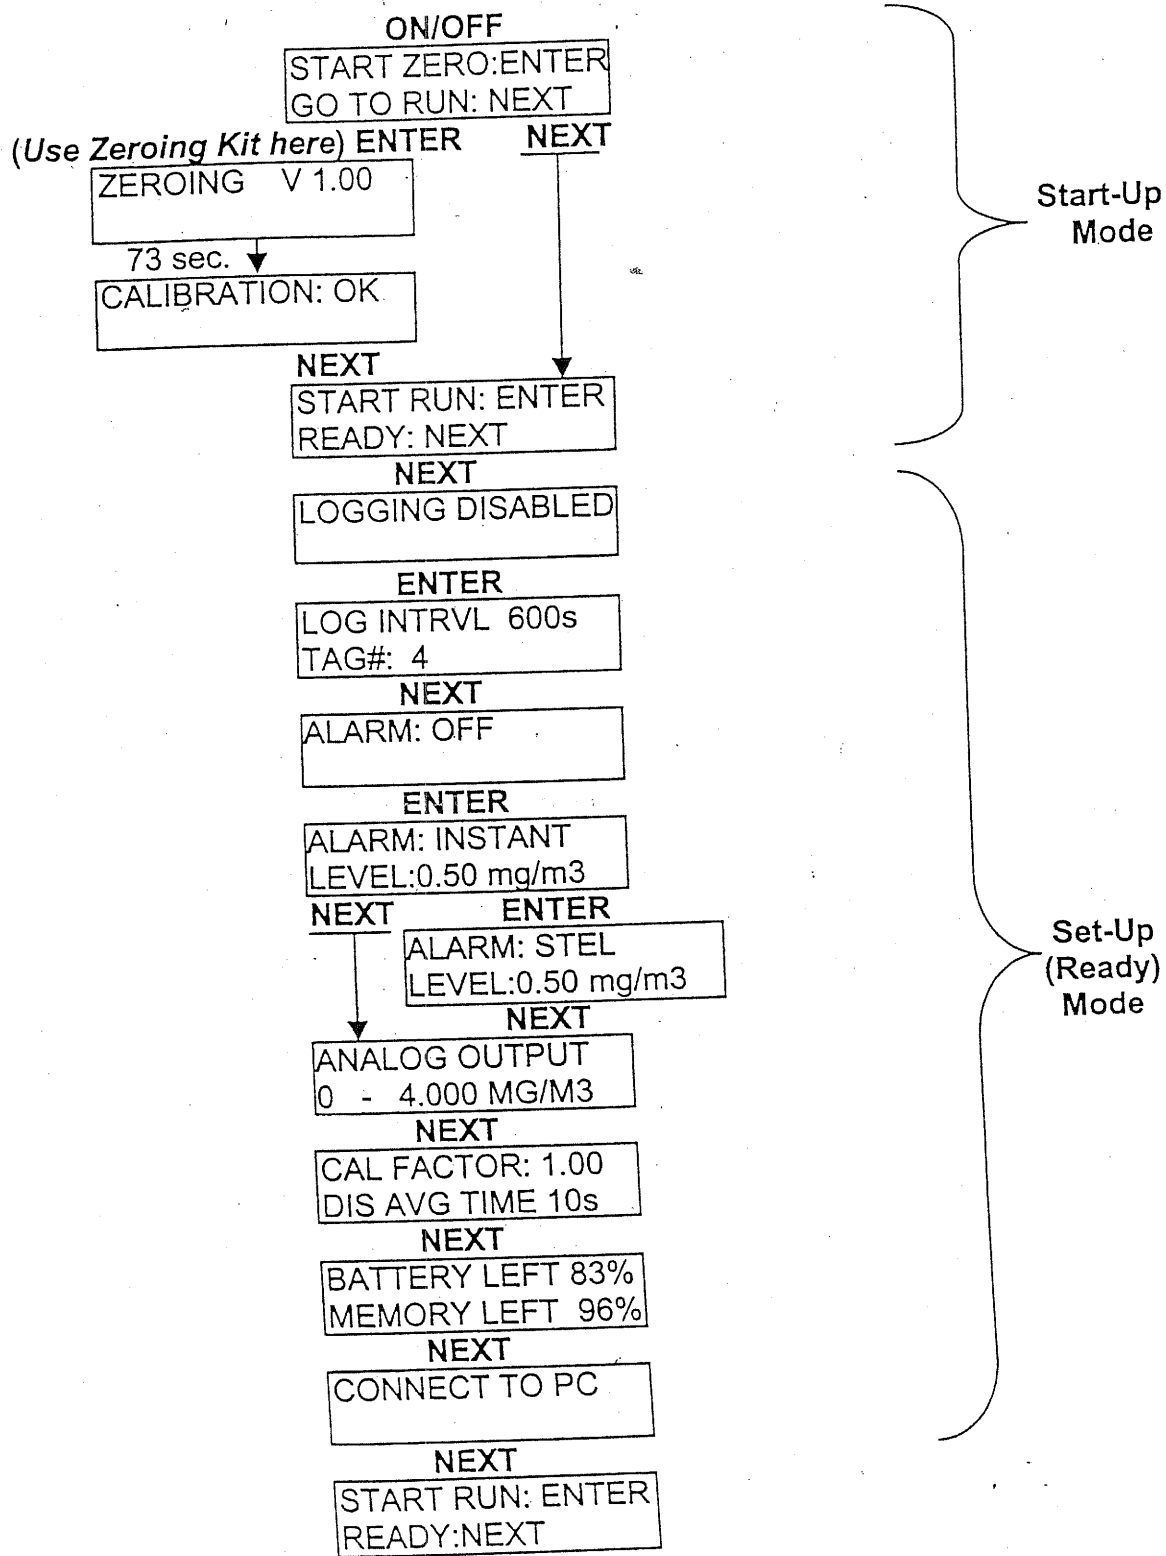 ON/OFF
START ZERO:ENTER
GO TO RUN: NEXT
(Use Zeroing Kit here) ENTER NEXT
ZEROING V 1.00
73 sec.
CALIBRATION: OK
NEXT
START RUN: ENTER
READY: NEXT
Start-Up
Mode
NEXT
LOGGING DISABLED
ENTER
LOG INTRVL 600s
TAG#: 4
NEXT
ALARM: OFF
ENTER
ALARM: INSTANT
LEVEL:0.50 mg/m3
NEXT ENTER
ALARM: STEL
LEVEL:0.50 mg/m3
NEXT
ANALOG OUTPUT
0 - 4.000 MG/M3
NEXT
CAL FACTOR: 1.00
DIS AVG TIME 10s
NEXT
BATTERY LEFT 83%
MEMORY LEFT 96%
NEXT
CONNECT TO PC
Set-Up
(Ready)
Mode
NEXT
START RUN: ENTER
READY:NEXT